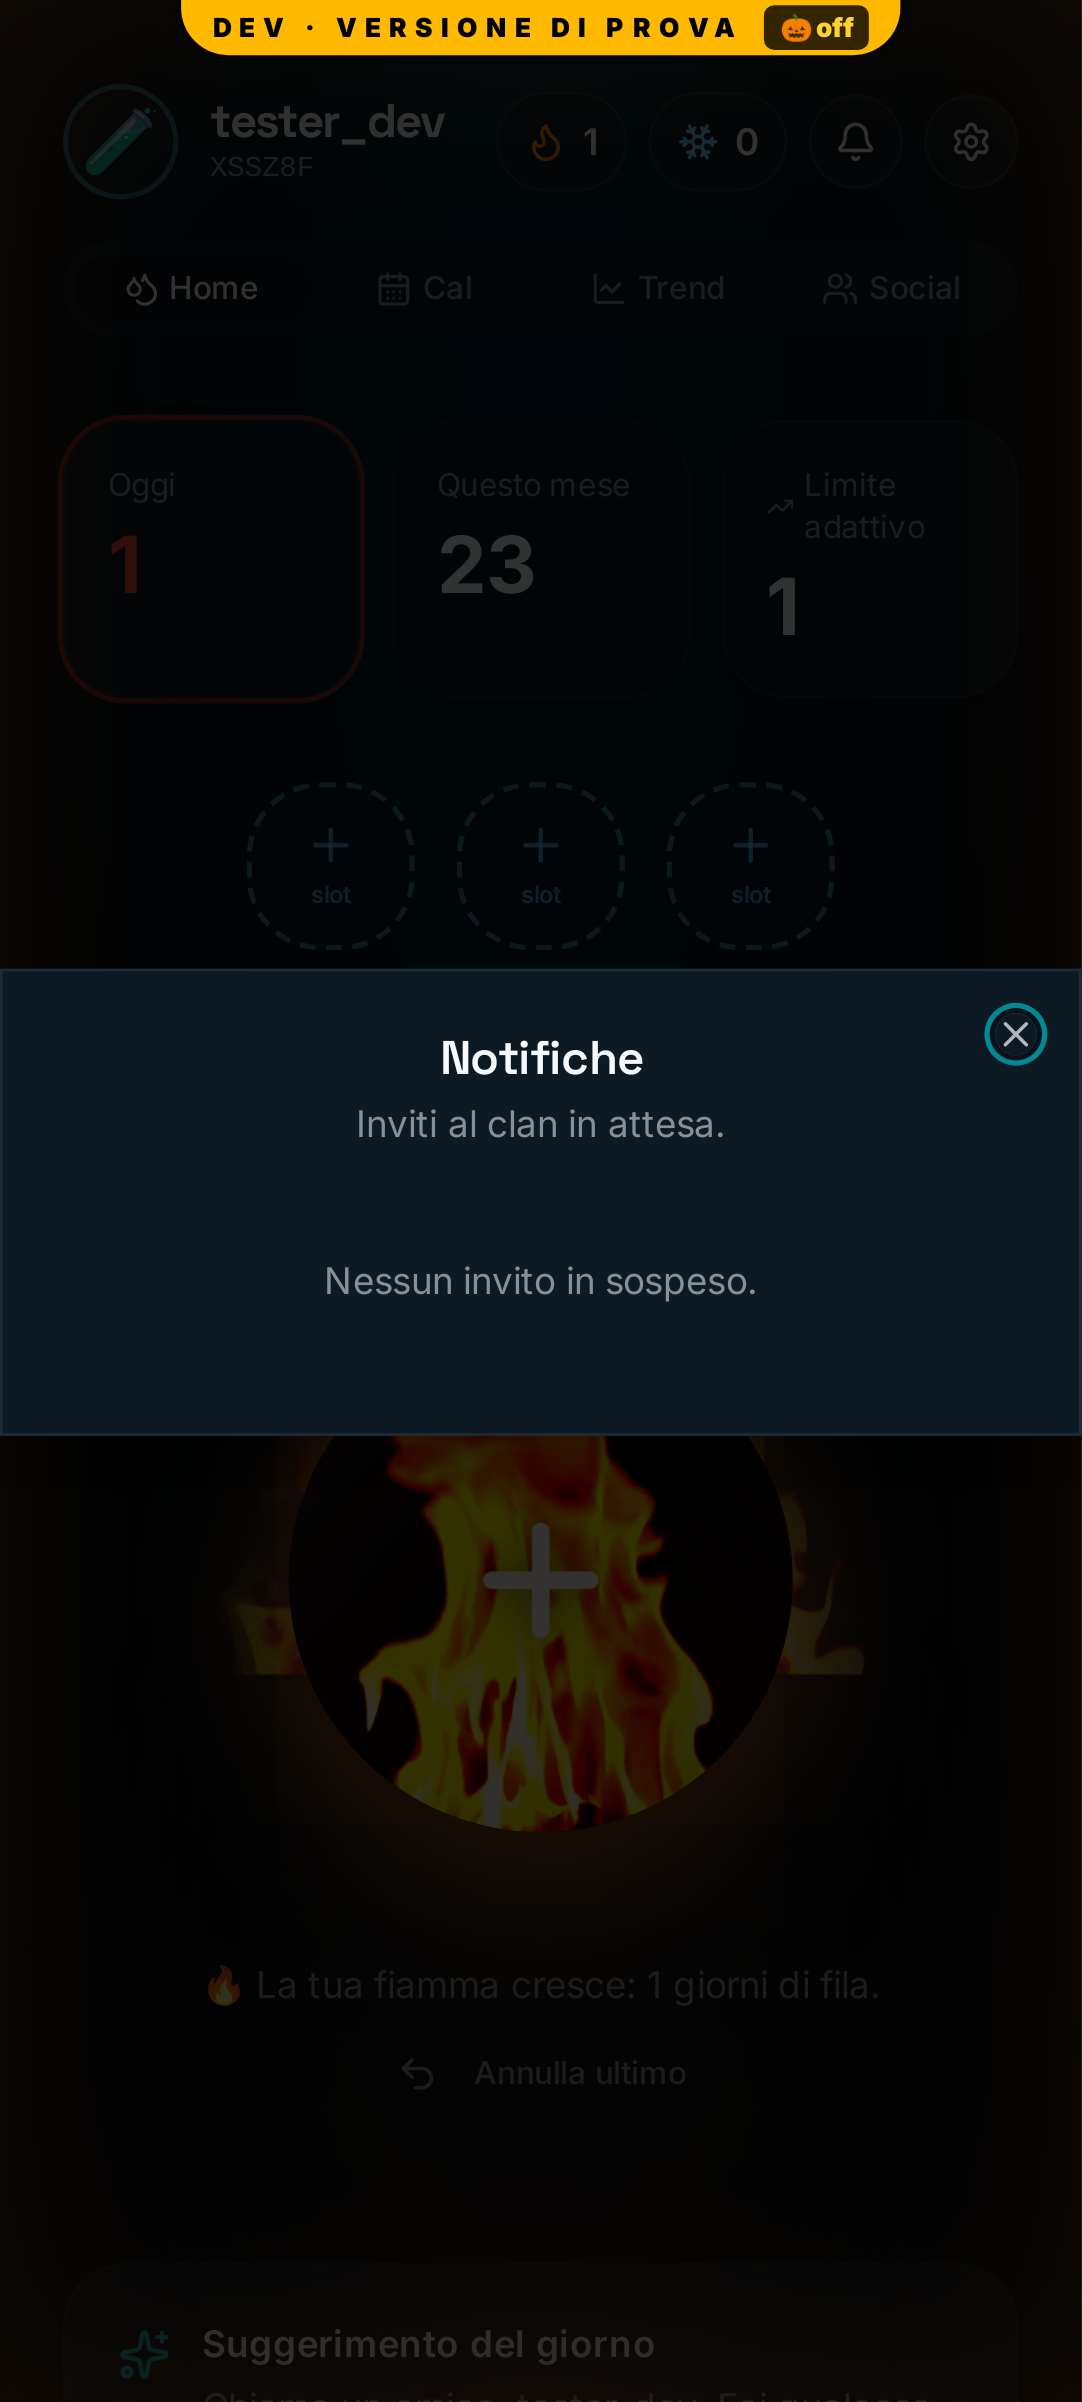 DEV · VERSIONE DI PROVA 🎃off
tester_dev
XSSZ8F
1
0
Home
Cal
Trend
Social
Oggi
1
Questo mese
23
Limite
adattivo
1
slot
slot
slot
Notifiche
Inviti al clan in attesa.
Nessun invito in sospeso.
🔥 La tua fiamma cresce: 1 giorni di fila.
Annulla ultimo
Suggerimento del giorno